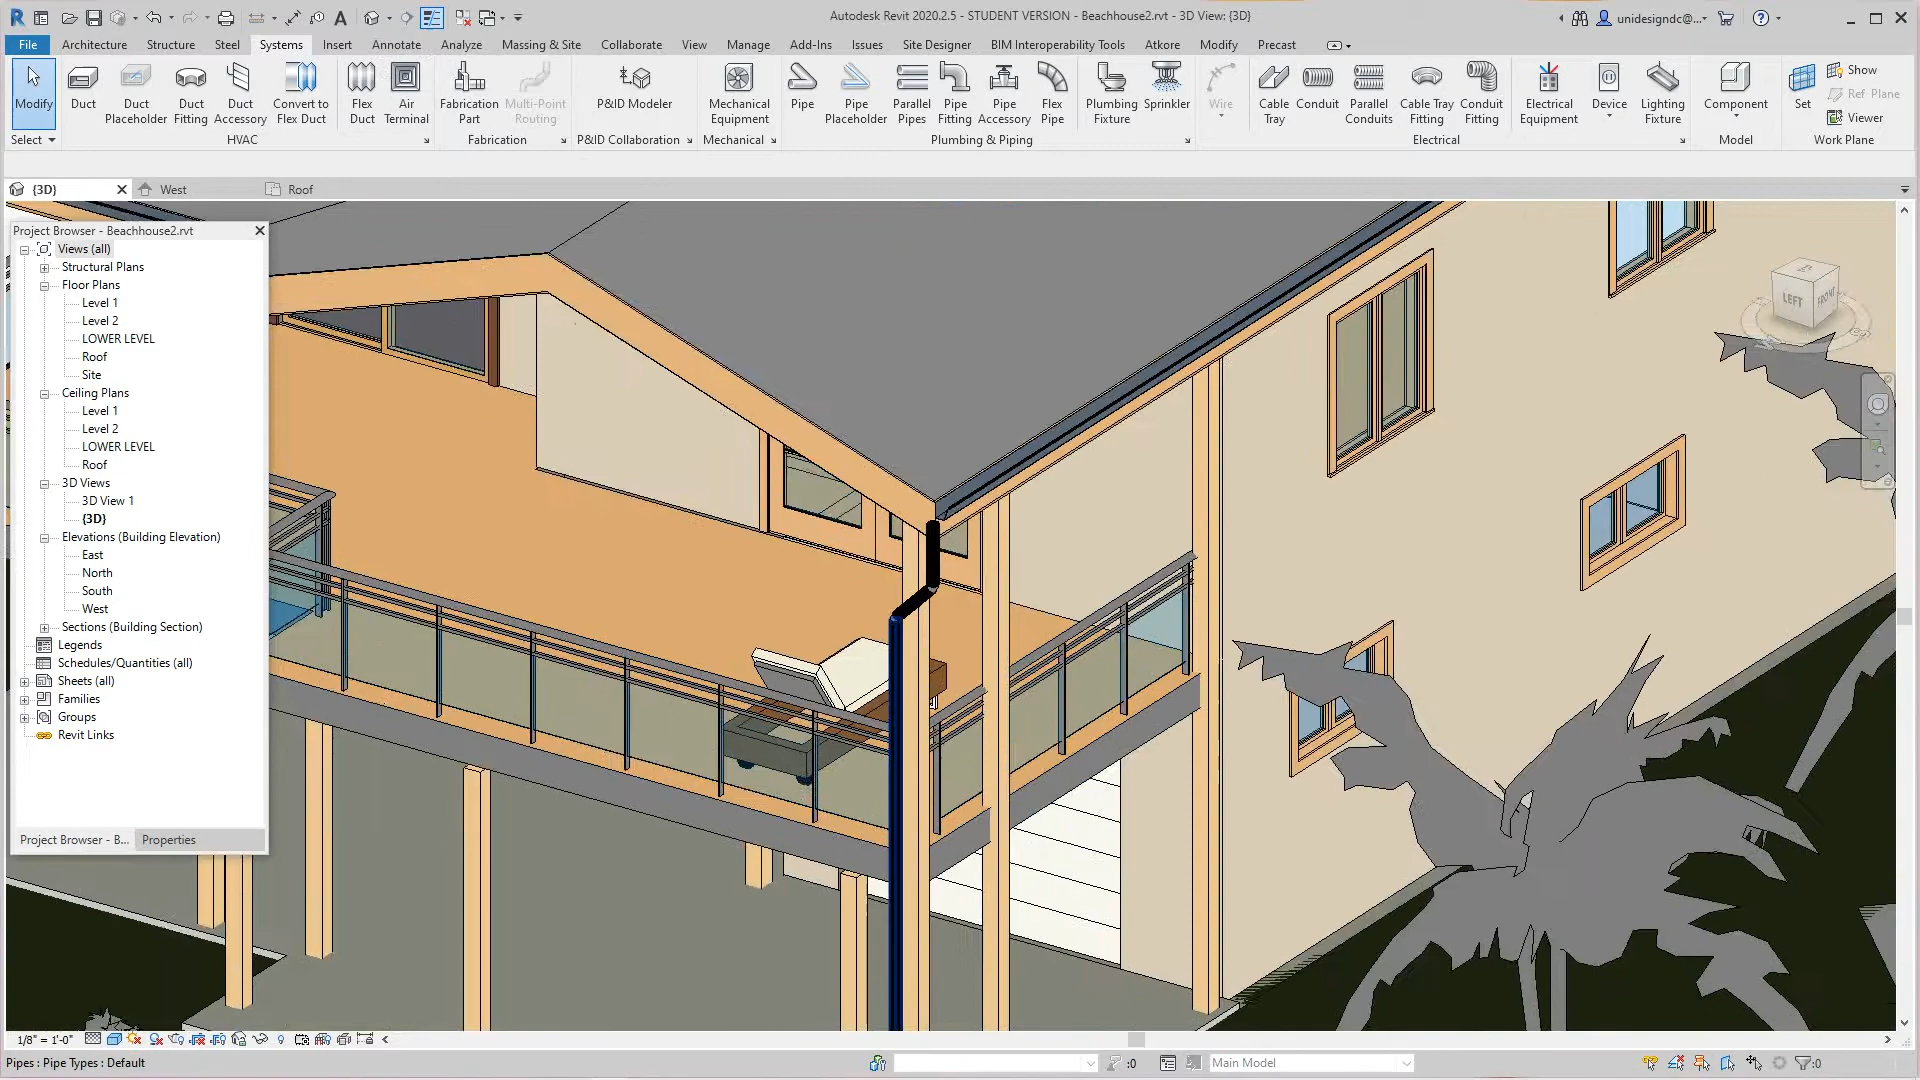 Autodesk Revit 2020.2.5 - STUDENT VERSION - Beachhouse2.rvt - 3D View: {3D}
unidesigndc@...
File Architecture Structure Steel Systems Insert Annotate Analyze Massing & Site Collaborate View Manage Add-Ins Issues Site Designer BIM Interoperability Tools Atkore Modify Precast
Modify
Duct
Duct Placeholder
Duct Fitting
Duct Accessory
Convert to Flex Duct
Flex Duct
Air Terminal
Fabrication Part
Multi-Point Routing
P&ID Modeler
Mechanical Equipment
Pipe
Pipe Placeholder
Parallel Pipes
Pipe Fitting
Pipe Accessory
Flex Pipe
Plumbing Fixture
Sprinkler
Wire
Cable Tray
Conduit
Parallel Conduits
Cable Tray Fitting
Conduit Fitting
Electrical Equipment
Device
Lighting Fixture
Component
Set
Show
Ref Plane
Viewer
Select HVAC Fabrication P&ID Collaboration Mechanical Plumbing & Piping Electrical Model Work Plane
{3D} West Roof
Project Browser - Beachhouse2.rvt
Views (all)
Structural Plans
Floor Plans
Level 1
Level 2
LOWER LEVEL
Roof
Site
Ceiling Plans
Level 1
Level 2
LOWER LEVEL
Roof
3D Views
3D View 1
{3D}
Elevations (Building Elevation)
East
North
South
West
Sections (Building Section)
Legends
Schedules/Quantities (all)
Sheets (all)
Families
Groups
Revit Links
Project Browser - B... Properties
LEFT FRONT
1/8" = 1'-0"
Pipes : Pipe Types : Default
:0
Main Model
:0